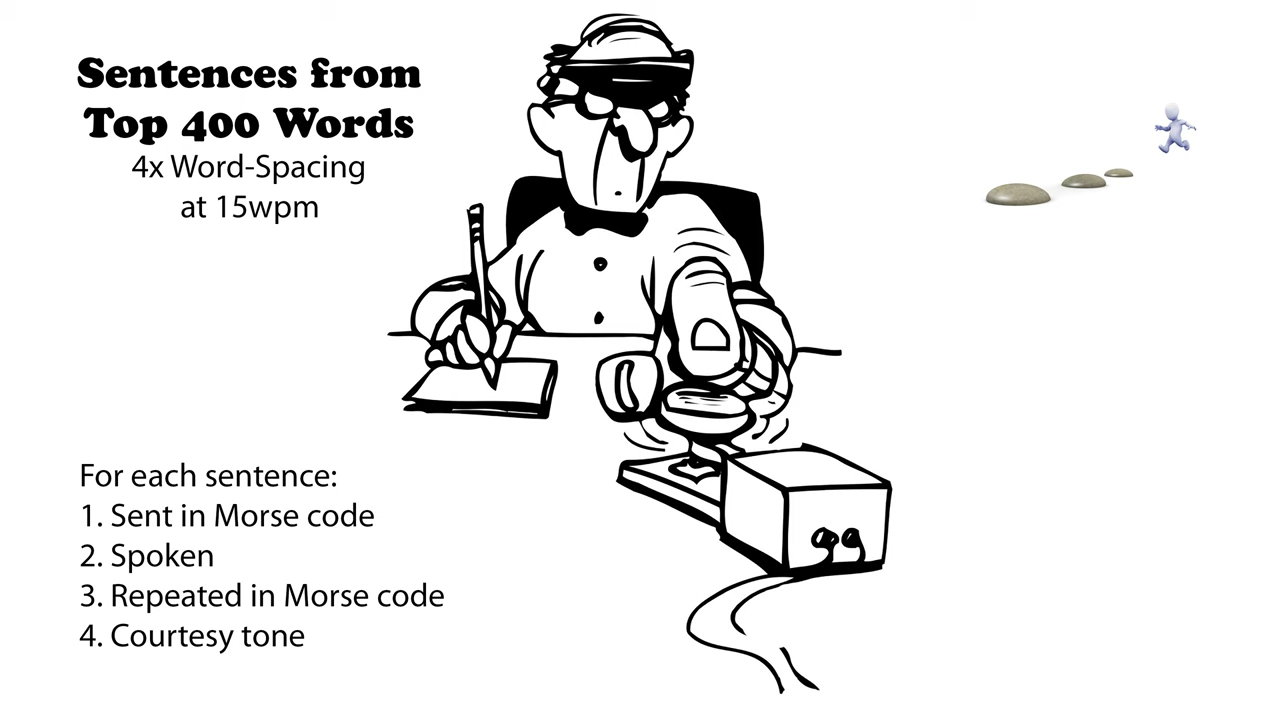 Sentences from
Top 400 Words
4x Word-Spacing
at 15wpm
For each sentence:
1. Sent in Morse code
2. Spoken
3. Repeated in Morse code
4. Courtesy tone